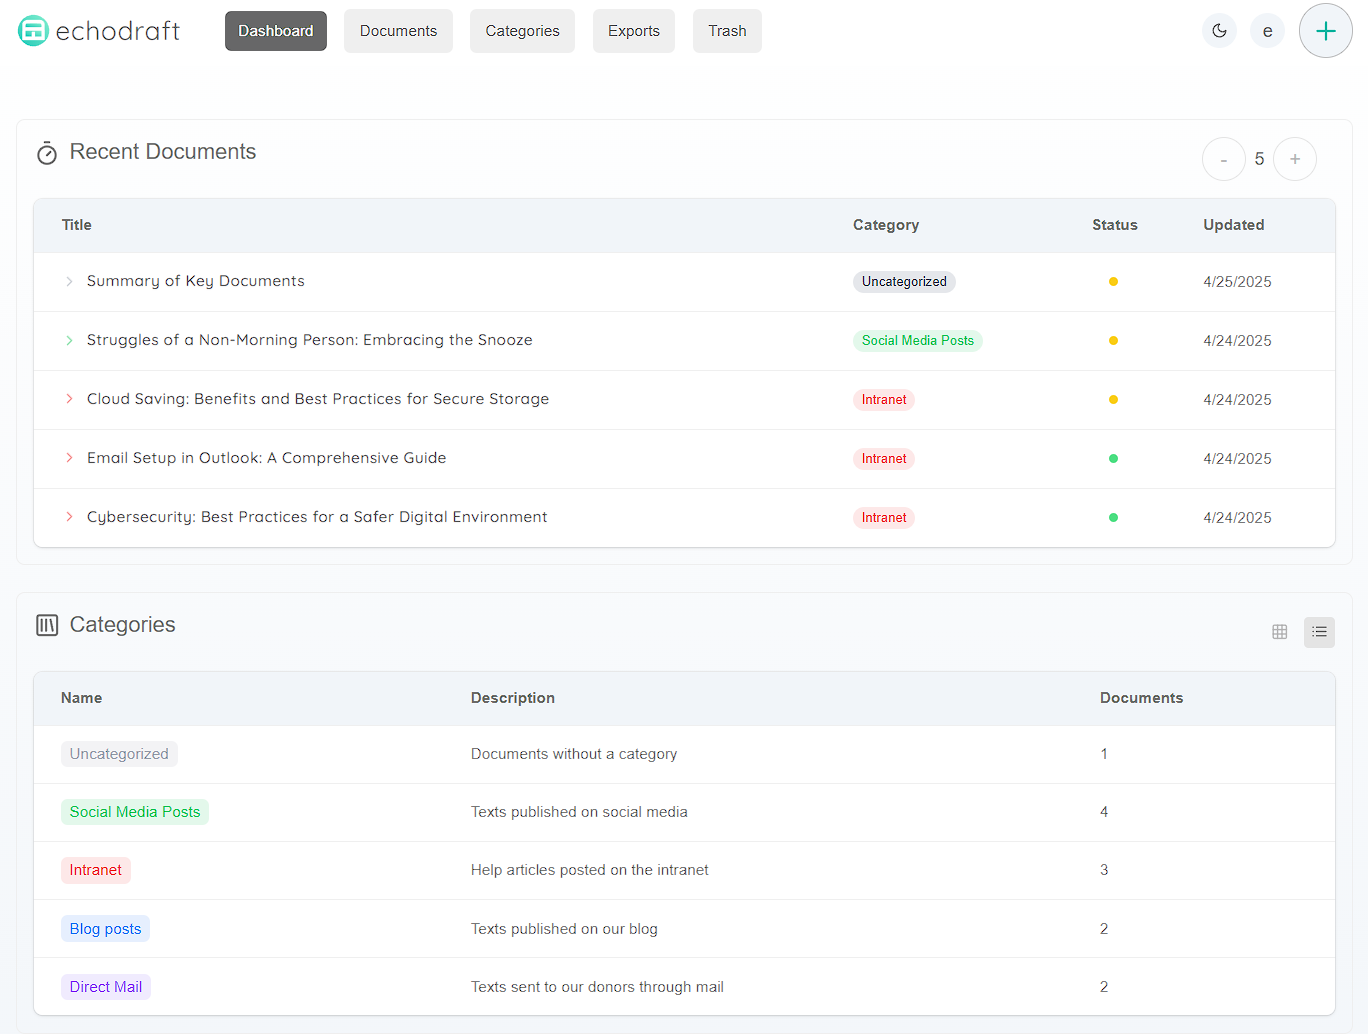 echodraft Dashboard Documents Categories Exports Trash e +
Recent Documents - 5 +
Title Category Status Updated
Summary of Key Documents Uncategorized 4/25/2025
Struggles of a Non-Morning Person: Embracing the Snooze Social Media Posts 4/24/2025
Cloud Saving: Benefits and Best Practices for Secure Storage Intranet 4/24/2025
Email Setup in Outlook: A Comprehensive Guide Intranet 4/24/2025
Cybersecurity: Best Practices for a Safer Digital Environment Intranet 4/24/2025
Categories
Name Description Documents
Uncategorized Documents without a category 1
Social Media Posts Texts published on social media 4
Intranet Help articles posted on the intranet 3
Blog posts Texts published on our blog 2
Direct Mail Texts sent to our donors through mail 2